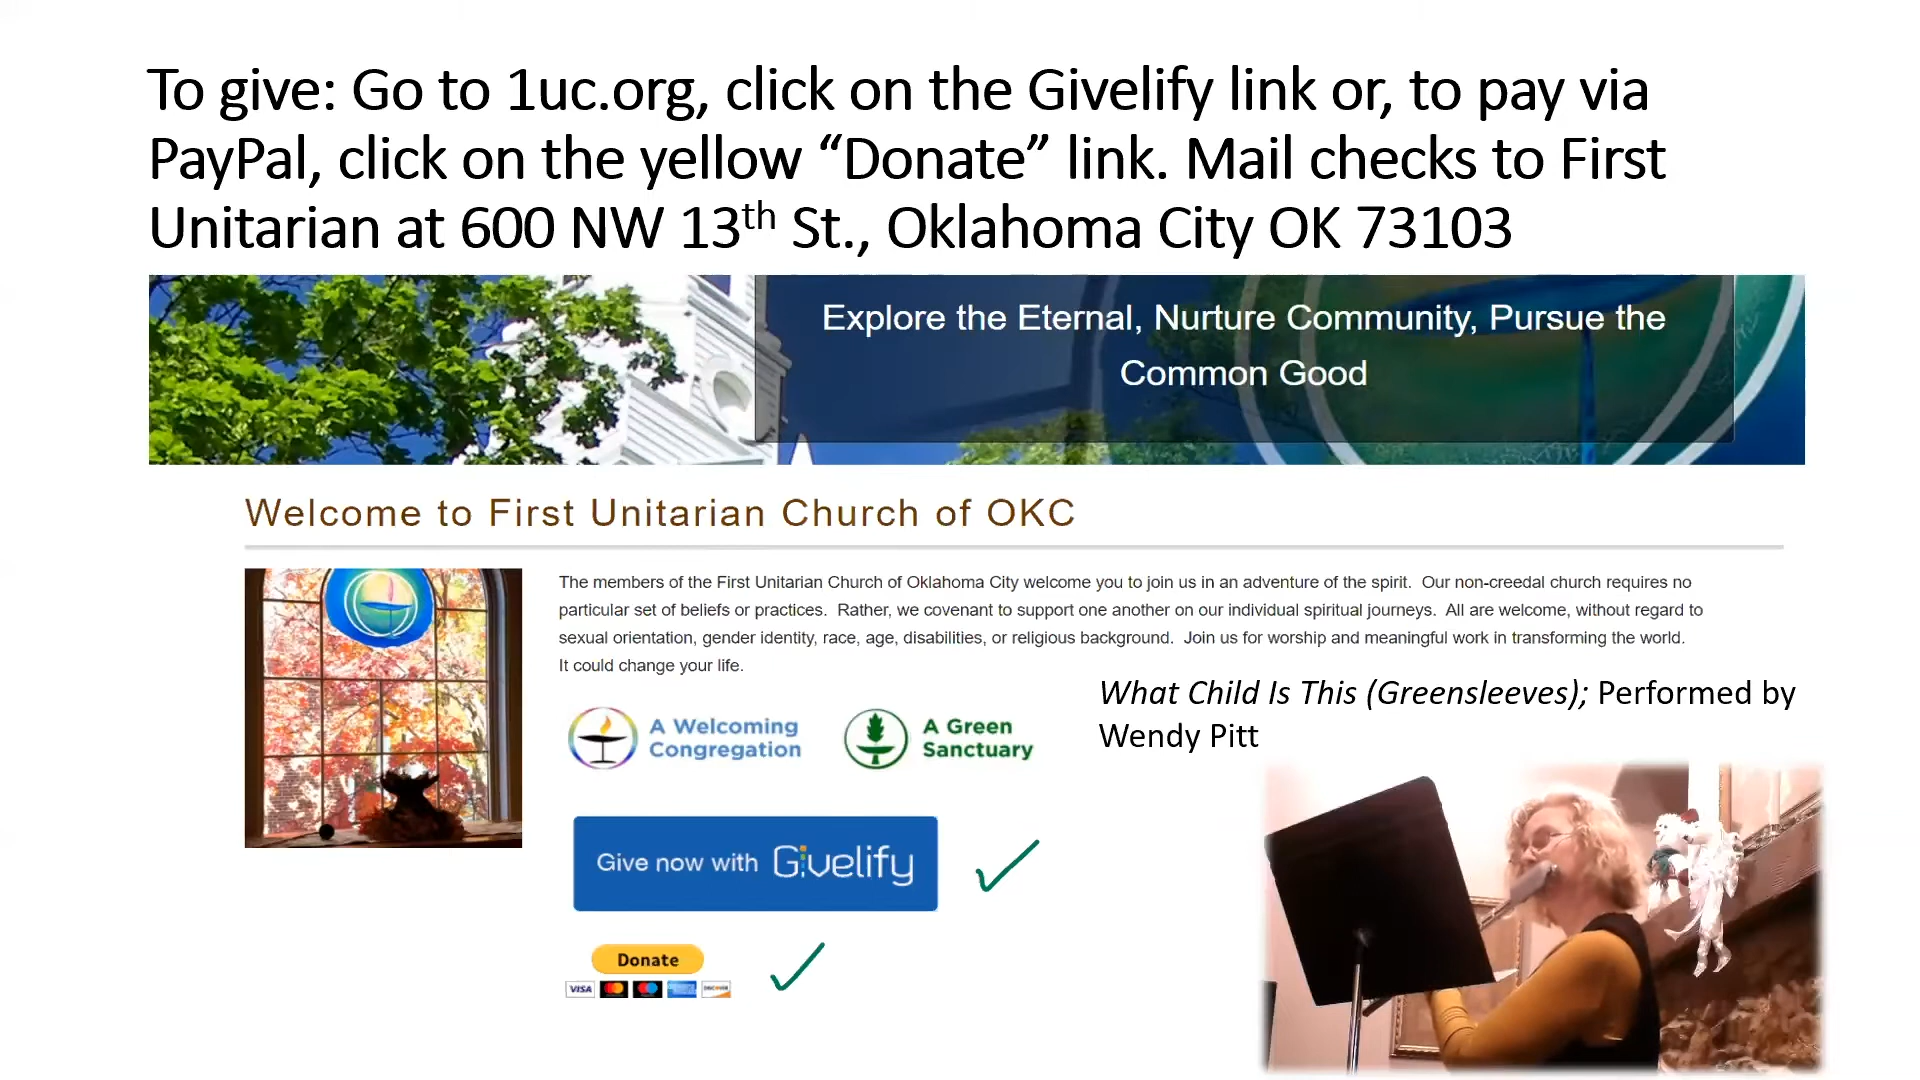 To give: Go to 1uc.org, click on the Givelify link or, to pay via
PayPal, click on the yellow “Donate” link. Mail checks to First
Unitarian at 600 NW 13th St., Oklahoma City OK 73103
Explore the Eternal, Nurture Community, Pursue the
Common Good
Welcome to First Unitarian Church of OKC
The members of the First Unitarian Church of Oklahoma City welcome you to join us in an adventure of the spirit. Our non-creedal church requires no
particular set of beliefs or practices. Rather, we covenant to support one another on our individual spiritual journeys. All are welcome, without regard to
sexual orientation, gender identity, race, age, disabilities, or religious background. Join us for worship and meaningful work in transforming the world.
It could change your life.
What Child Is This (Greensleeves); Performed by
Wendy Pitt
A Welcoming
Congregation
A Green
Sanctuary
Give now with Givelify
Donate
VISA
DISCOVER